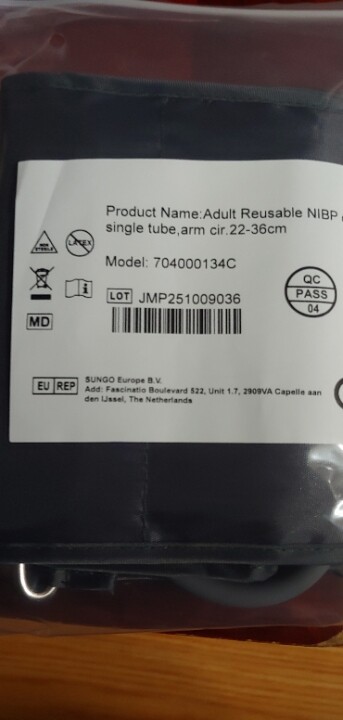 Product Name:Adult Reusable NIBP
single tube,arm cir.22-36cm
NON STERILE
LATEX
Model: 704000134C
LOT JMP251009036
QC
PASS
04
MD
EU REP
SUNGO Europe B.V.
Add: Fascinatio Boulevard 522, Unit 1.7, 2909VA Capelle aan
den IJssel, The Netherlands